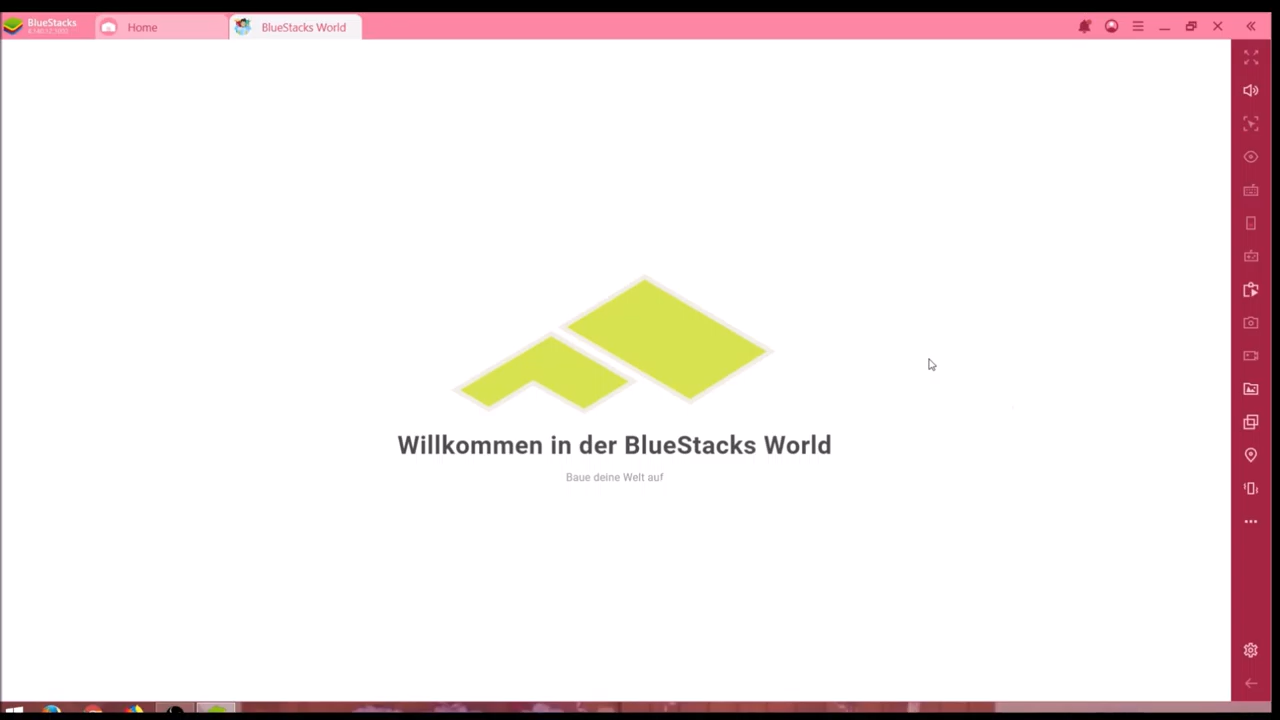 BlueStacks
Home
BlueStacks World
Willkommen in der BlueStacks World
Baue deine Welt auf